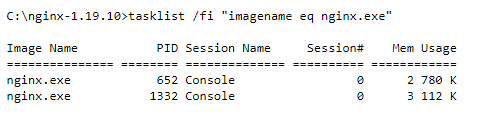 C:\nginx-1.19.10>tasklist /fi "imagename eq nginx.exe"
Image Name           PID Session Name     Session#    Mem Usage
=============== ======== ============== ========== ============
nginx.exe            652 Console                 0      2 780 K
nginx.exe           1332 Console                 0      3 112 K